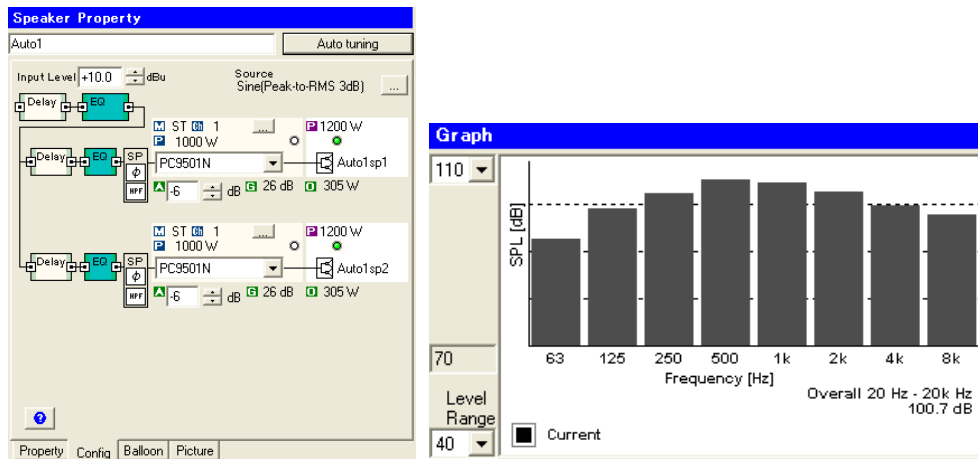 Speaker Property
Auto1
Auto tuning
Input Level +10.0 dBu
Source
Sine(Peak-to-RMS 3dB)
...
Delay EQ
M ST Ch 1 ...
P 1000 W
P 1200 W
Delay EQ SP
PC9501N
Auto1sp1
Φ
HPF
A -6 dB G 26 dB O 305 W
M ST Ch 1 ...
P 1000 W
P 1200 W
Delay EQ SP
PC9501N
Auto1sp2
Φ
HPF
A -6 dB G 26 dB O 305 W
?
Property Config Balloon Picture
Graph
110
SPL [dB]
70
63 125 250 500 1k 2k 4k 8k
Frequency [Hz]
Overall 20 Hz - 20k Hz
100.7 dB
Level
Range
40
Current